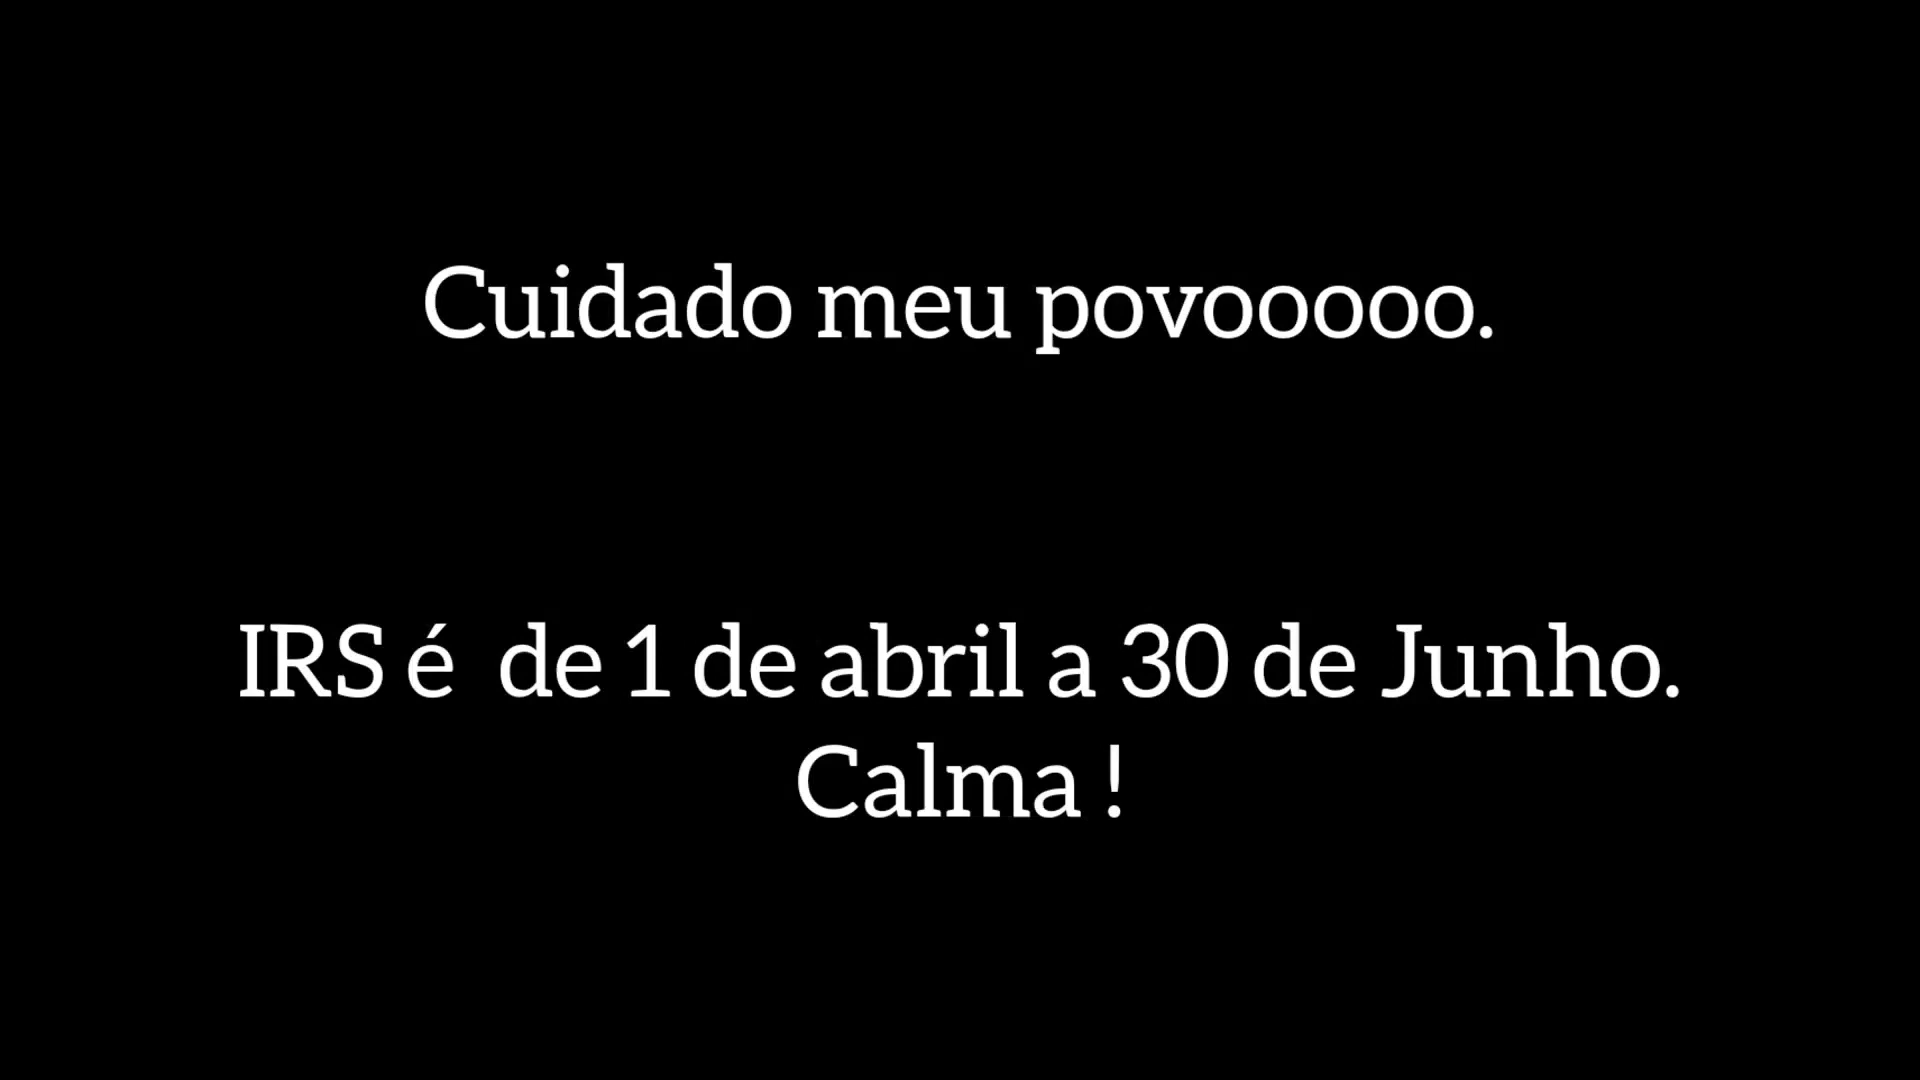 Cuidado meu povooooo.
IRS é  de 1 de abril a 30 de Junho.
Calma !